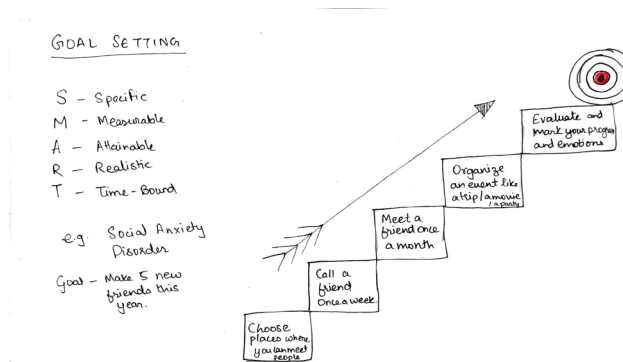 GOAL SETTING
S - Specific
M - Measurable
A - Attainable
R - Realistic
T - Time-Bound
e.g. Social Anxiety
Disorder
Goal - Make 5 new
friends this
year.
Evaluate and
mark your progress
and emotions
Organize
an event like
a trip/a movie
/a party
Meet a
friend once
a month
Call a
friend
Once a week
Choose
places where
you can meet
people